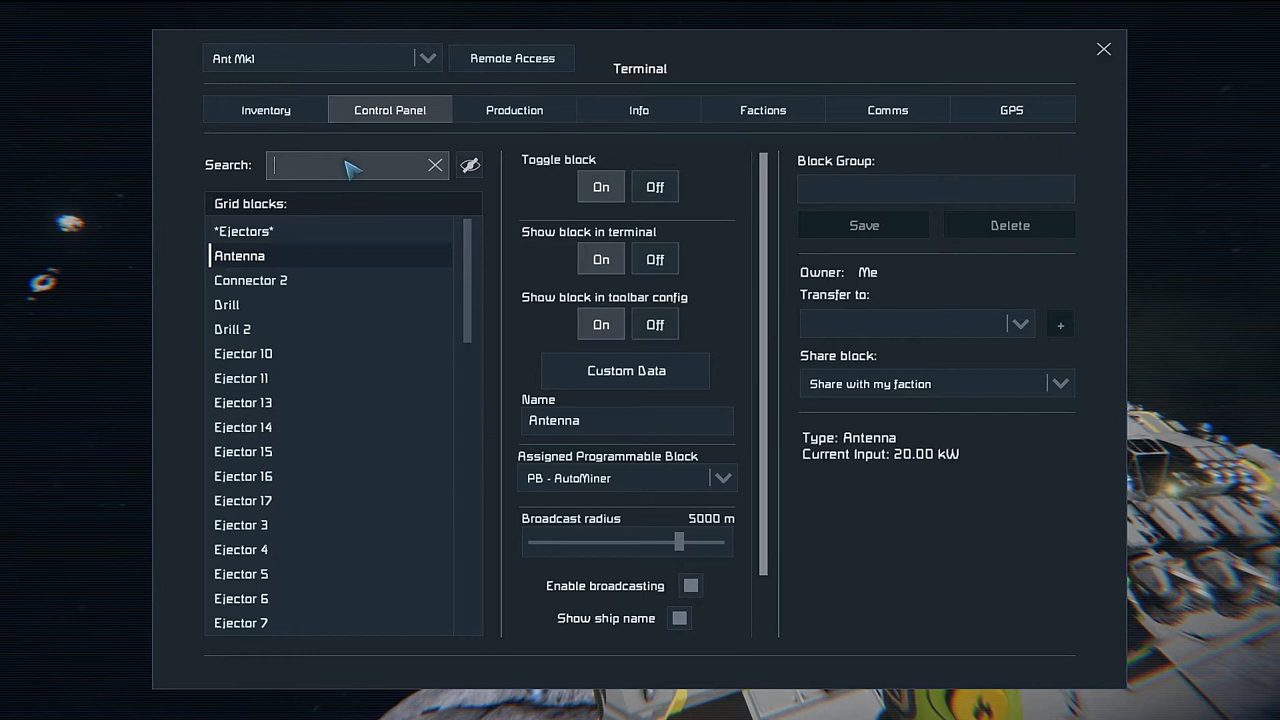 Ant Mk1
Remote Access
Terminal
Inventory
Control Panel
Production
Info
Factions
Comms
GPS
Search:
Grid blocks:
*Ejectors*
Antenna
Connector 2
Drill
Drill 2
Ejector 10
Ejector 11
Ejector 13
Ejector 14
Ejector 15
Ejector 16
Ejector 17
Ejector 3
Ejector 4
Ejector 5
Ejector 6
Ejector 7
Toggle block
On Off
Show block in terminal
On Off
Show block in toolbar config
On Off
Custom Data
Name
Antenna
Assigned Programmable Block
PB - AutoMiner
Broadcast radius 5000 m
Enable broadcasting
Show ship name
Block Group:
Save Delete
Owner: Me
Transfer to:
+
Share block:
Share with my faction
Type: Antenna
Current Input: 20.00 kW